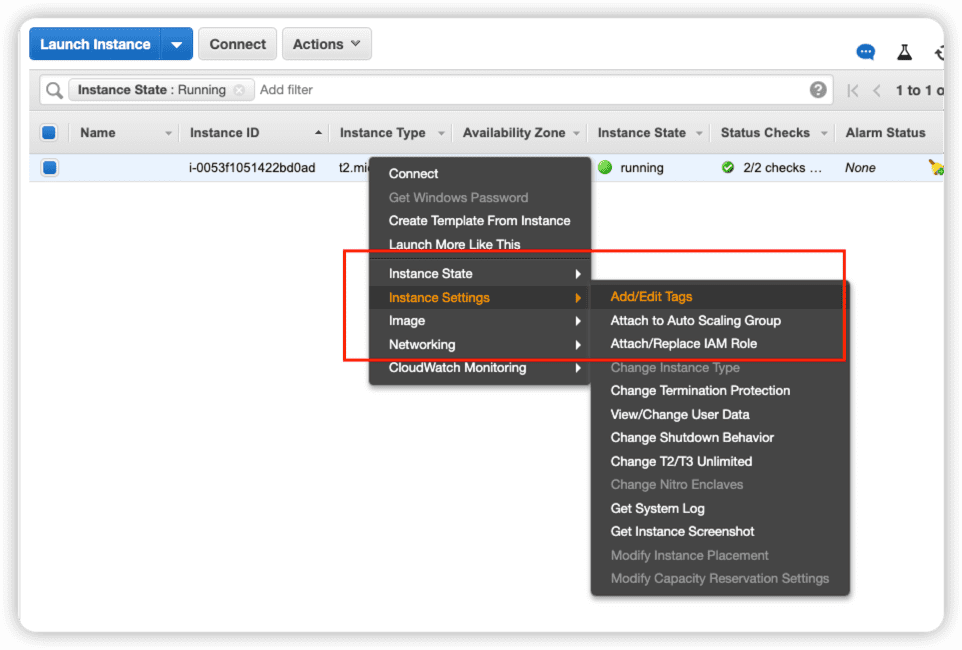 Launch Instance Connect Actions
Instance State : Running Add filter 1 to 1 o
Name Instance ID Instance Type Availability Zone Instance State Status Checks Alarm Status
i-0053f1051422bd0ad t2.mi running 2/2 checks ... None
Connect
Get Windows Password
Create Template From Instance
Launch More Like This
Instance State
Instance Settings
Image
Networking
CloudWatch Monitoring
Add/Edit Tags
Attach to Auto Scaling Group
Attach/Replace IAM Role
Change Instance Type
Change Termination Protection
View/Change User Data
Change Shutdown Behavior
Change T2/T3 Unlimited
Change Nitro Enclaves
Get System Log
Get Instance Screenshot
Modify Instance Placement
Modify Capacity Reservation Settings